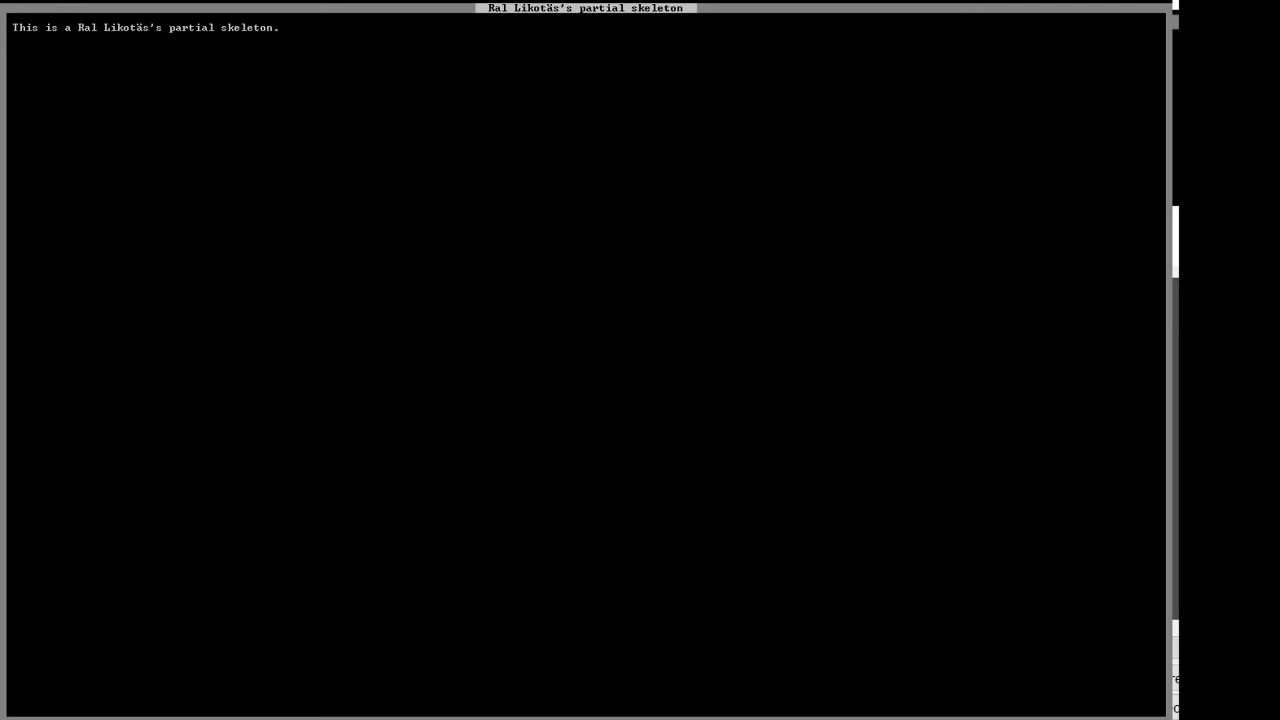 Ral Likotäs's partial skeleton
This is a Ral Likotäs's partial skeleton.